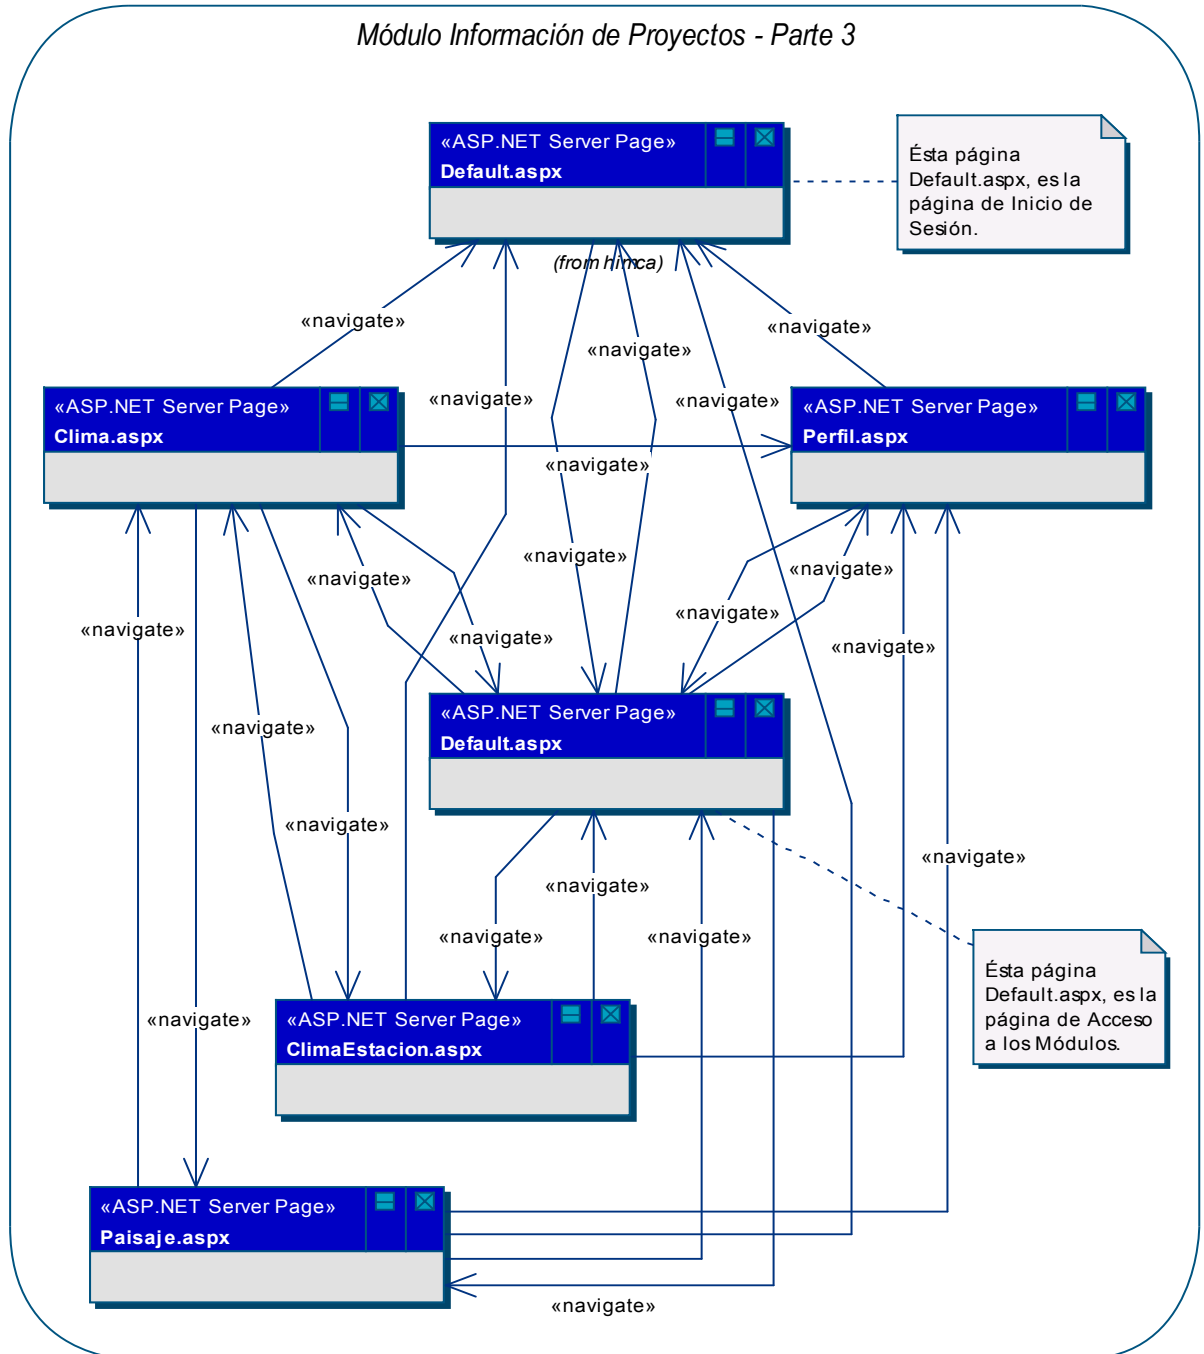 Módulo Información de Proyectos - Parte 3
«ASP.NET Server Page»
Default.aspx
Ésta página
Default.aspx, es la
página de Inicio de
Sesión.
(from himca)
«navigate»
«navigate»
«navigate»
«ASP.NET Server Page»
Clima.aspx
«navigate»
«navigate»
«ASP.NET Server Page»
Perfil.aspx
«navigate»
«navigate»
«navigate»
«navigate»
«navigate»
«navigate»
«navigate»
«navigate»
«navigate»
«ASP.NET Server Page»
Default.aspx
«navigate»
«navigate»
«navigate»
«navigate»
«navigate»
«navigate»
Ésta página
Default.aspx, es la
página de Acceso
a los Módulos.
«ASP.NET Server Page»
ClimaEstacion.aspx
«navigate»
«ASP.NET Server Page»
Paisaje.aspx
«navigate»